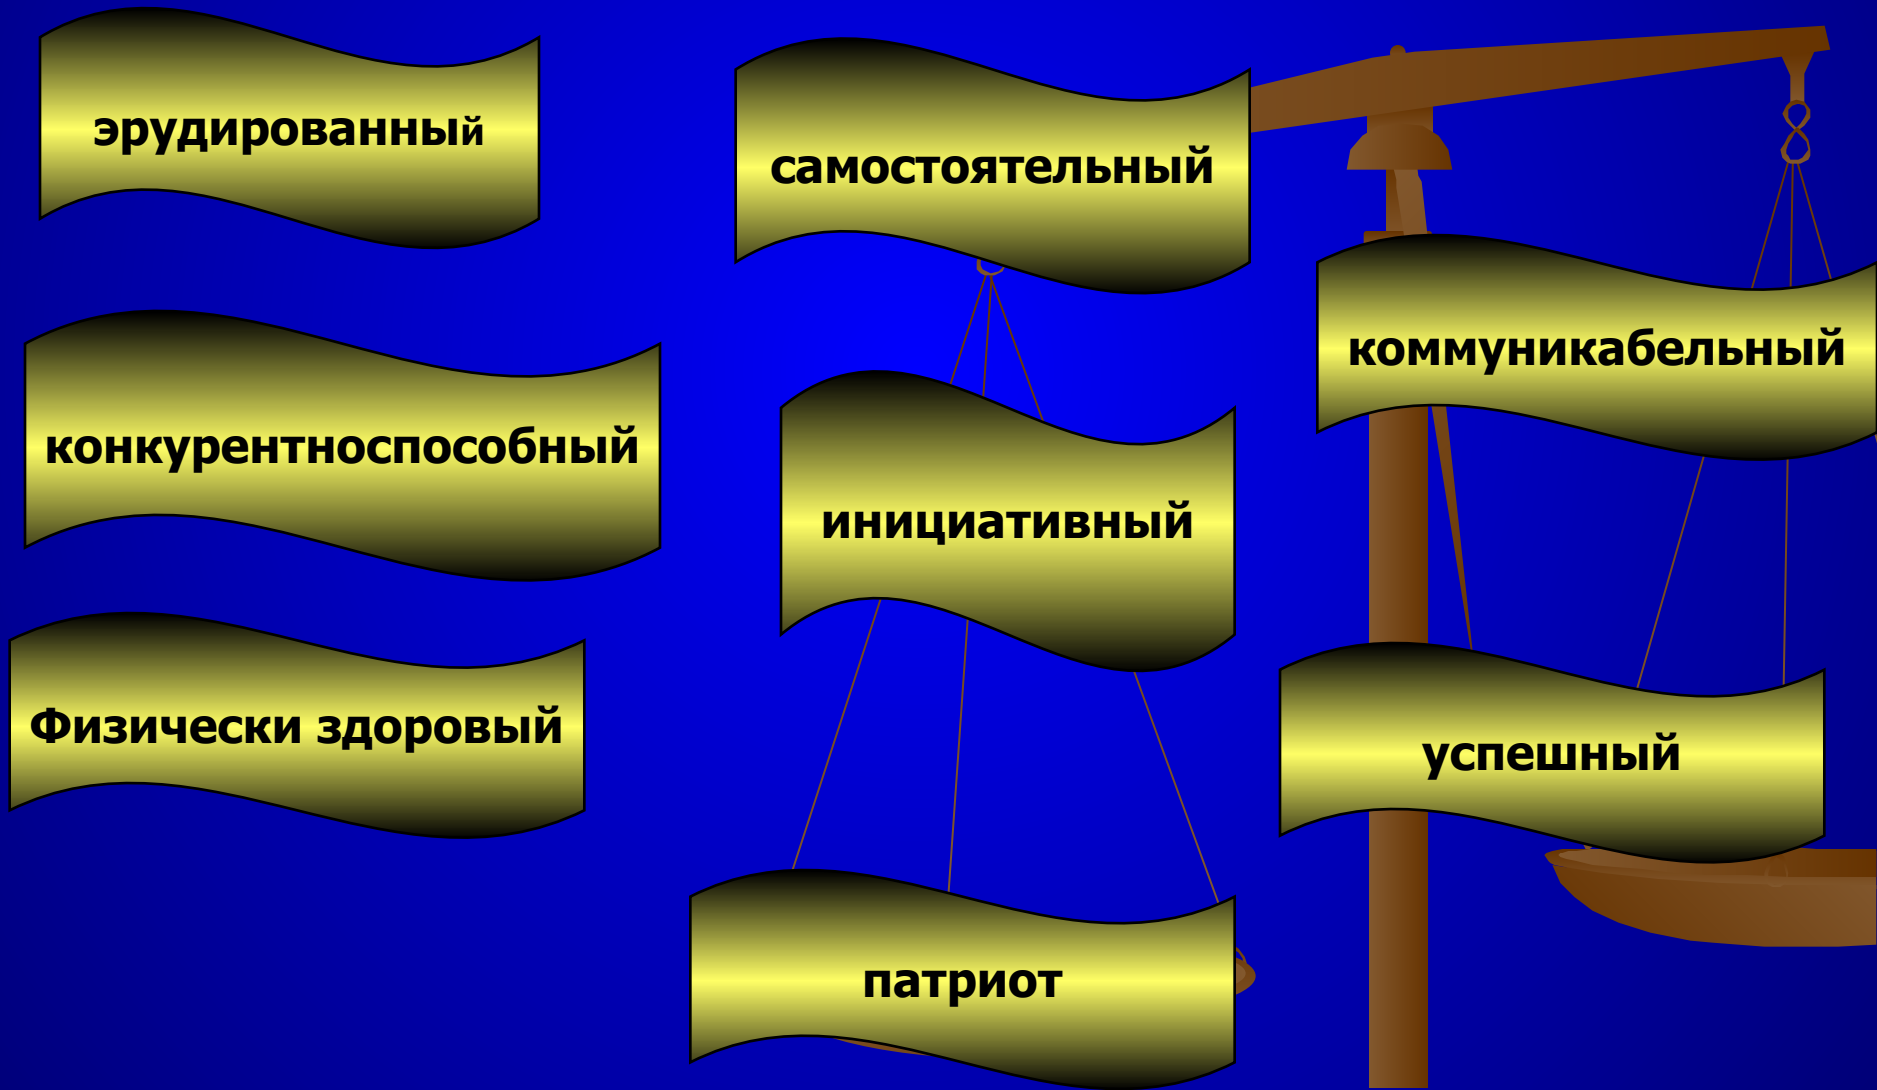 эрудированный
самостоятельный
коммуникабельный
конкурентноспособный
инициативный
Физически здоровый
успешный
патриот